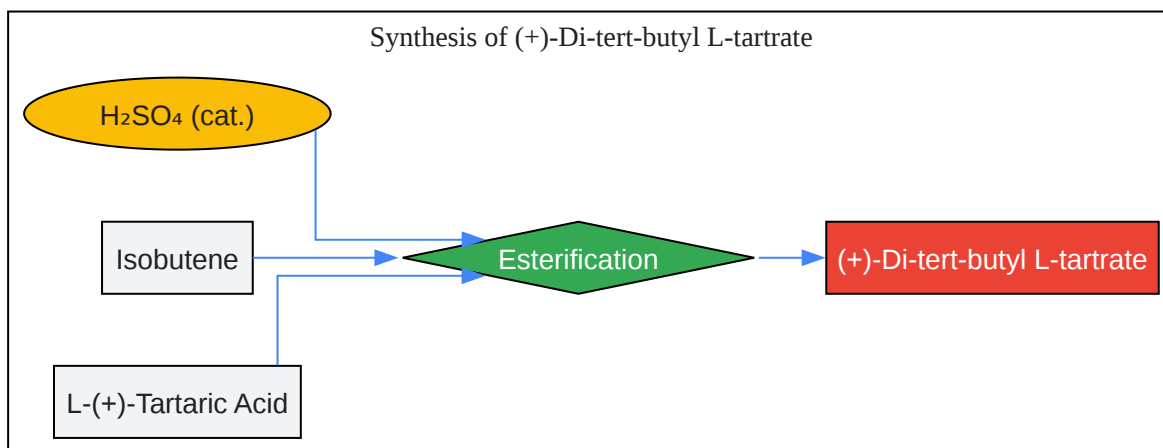 Synthesis of (+)-Di-tert-butyl L-tartrate
H₂SO₄ (cat.)
Isobutene
Esterification
(+)-Di-tert-butyl L-tartrate
L-(+)-Tartaric Acid